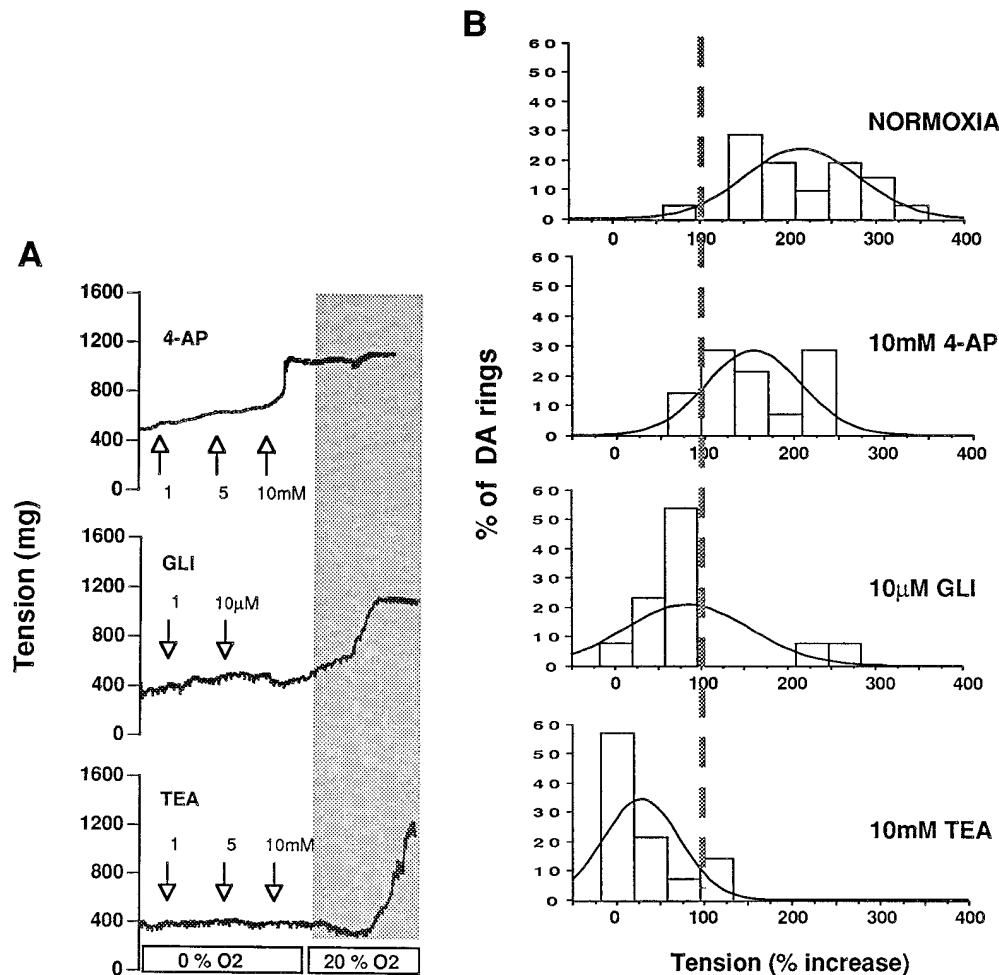 A
Tension (mg)
1600
1200
800
400
0
4-AP
1 5 10mM
1600
1200
800
400
0
GLI
1 10μM
1600
1200
800
400
0
TEA
1 5 10mM
0 % O2 20 % O2
B
% of DA rings
60
50
40
30
20
10
0
NORMOXIA
0 100 200 300 400
60
50
40
30
20
10
0
10mM 4-AP
0 100 200 300 400
60
50
40
30
20
10
0
10μM GLI
0 100 200 300 400
60
50
40
30
20
10
0
10mM TEA
0 100 200 300 400
Tension (% increase)